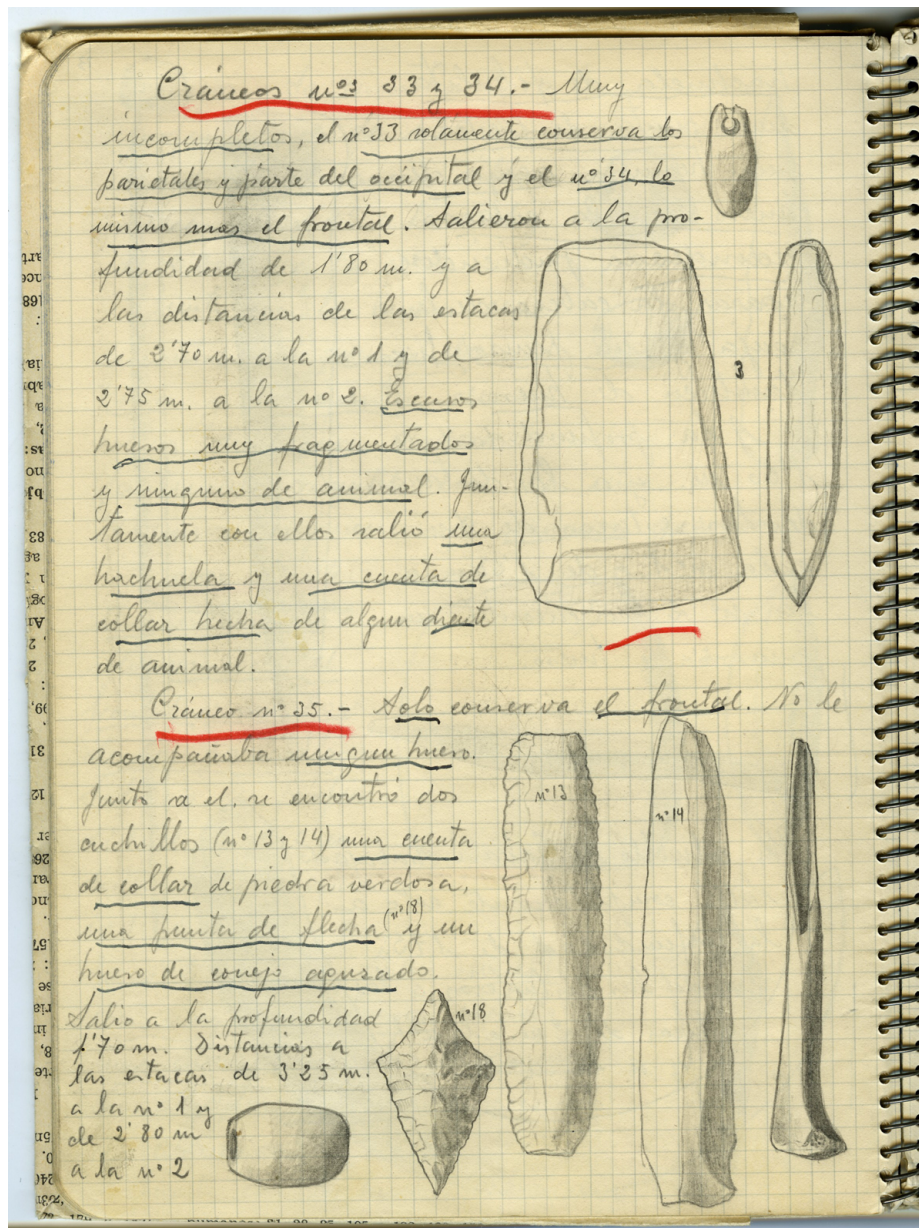 Cráneos nos 33 y 34.- Muy
incompletos, el nº 33 solamente conserva los
parietales y parte del occipital y el nº 34, lo
mismo mas el frontal. Salieron a la pro-
fundidad de 1'80 m. y a
las distancias de las estacas
de 2'70 m. a la nº 1 y de
2'75 m. a la nº 2. Escasos
huesos muy fragmentados
y ninguno de animal. Jun-
tamente con ellos salió una
hachuela y una cuenta de
collar hecha de algun diente
de animal.
3
Cráneo nº 35.- Solo conserva el frontal. No le
acompañaba ningun hueso.
Junto a el se encontró dos
cuchillos (nº 13 y 14) una cuenta
de collar de piedra verdosa,
una punta de flecha (nº 18) y un
hueso de conejo aguzado.
Salio a la profundidad
1'70 m. Distancias a
las estacas de 3'25 m.
a la nº 1 y
de 2'80 m
a la nº 2
nº 13
nº 14
nº 18